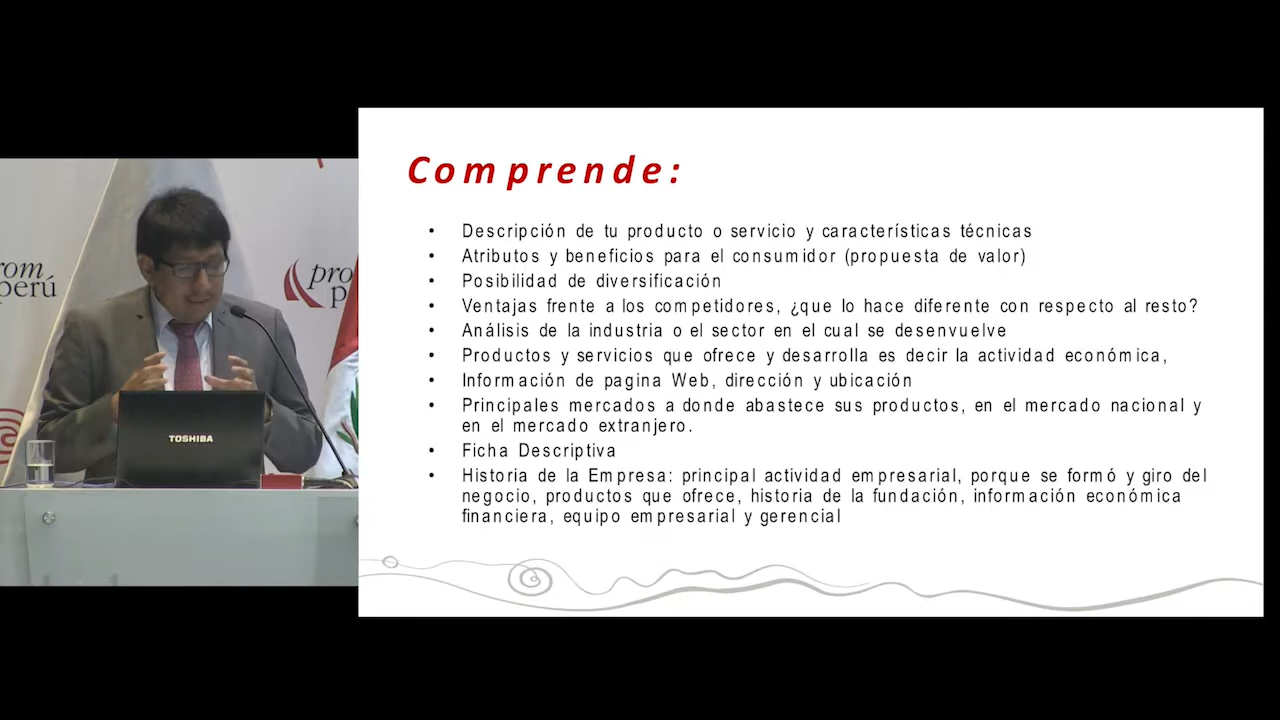 Comprende:
• Descripción de tu producto o servicio y características técnicas
• Atributos y beneficios para el consumidor (propuesta de valor)
• Posibilidad de diversificación
• Ventajas frente a los competidores, ¿que lo hace diferente con respecto al resto?
• Análisis de la industria o el sector en el cual se desenvuelve
• Productos y servicios que ofrece y desarrolla es decir la actividad económica,
• Información de pagina Web, dirección y ubicación
• Principales mercados a donde abastece sus productos, en el mercado nacional y
en el mercado extranjero.
• Ficha Descriptiva
• Historia de la Empresa: principal actividad empresarial, porque se formó y giro del
negocio, productos que ofrece, historia de la fundación, información económica
financiera, equipo empresarial y gerencial
rom
perú
pro
p
TOSHIBA